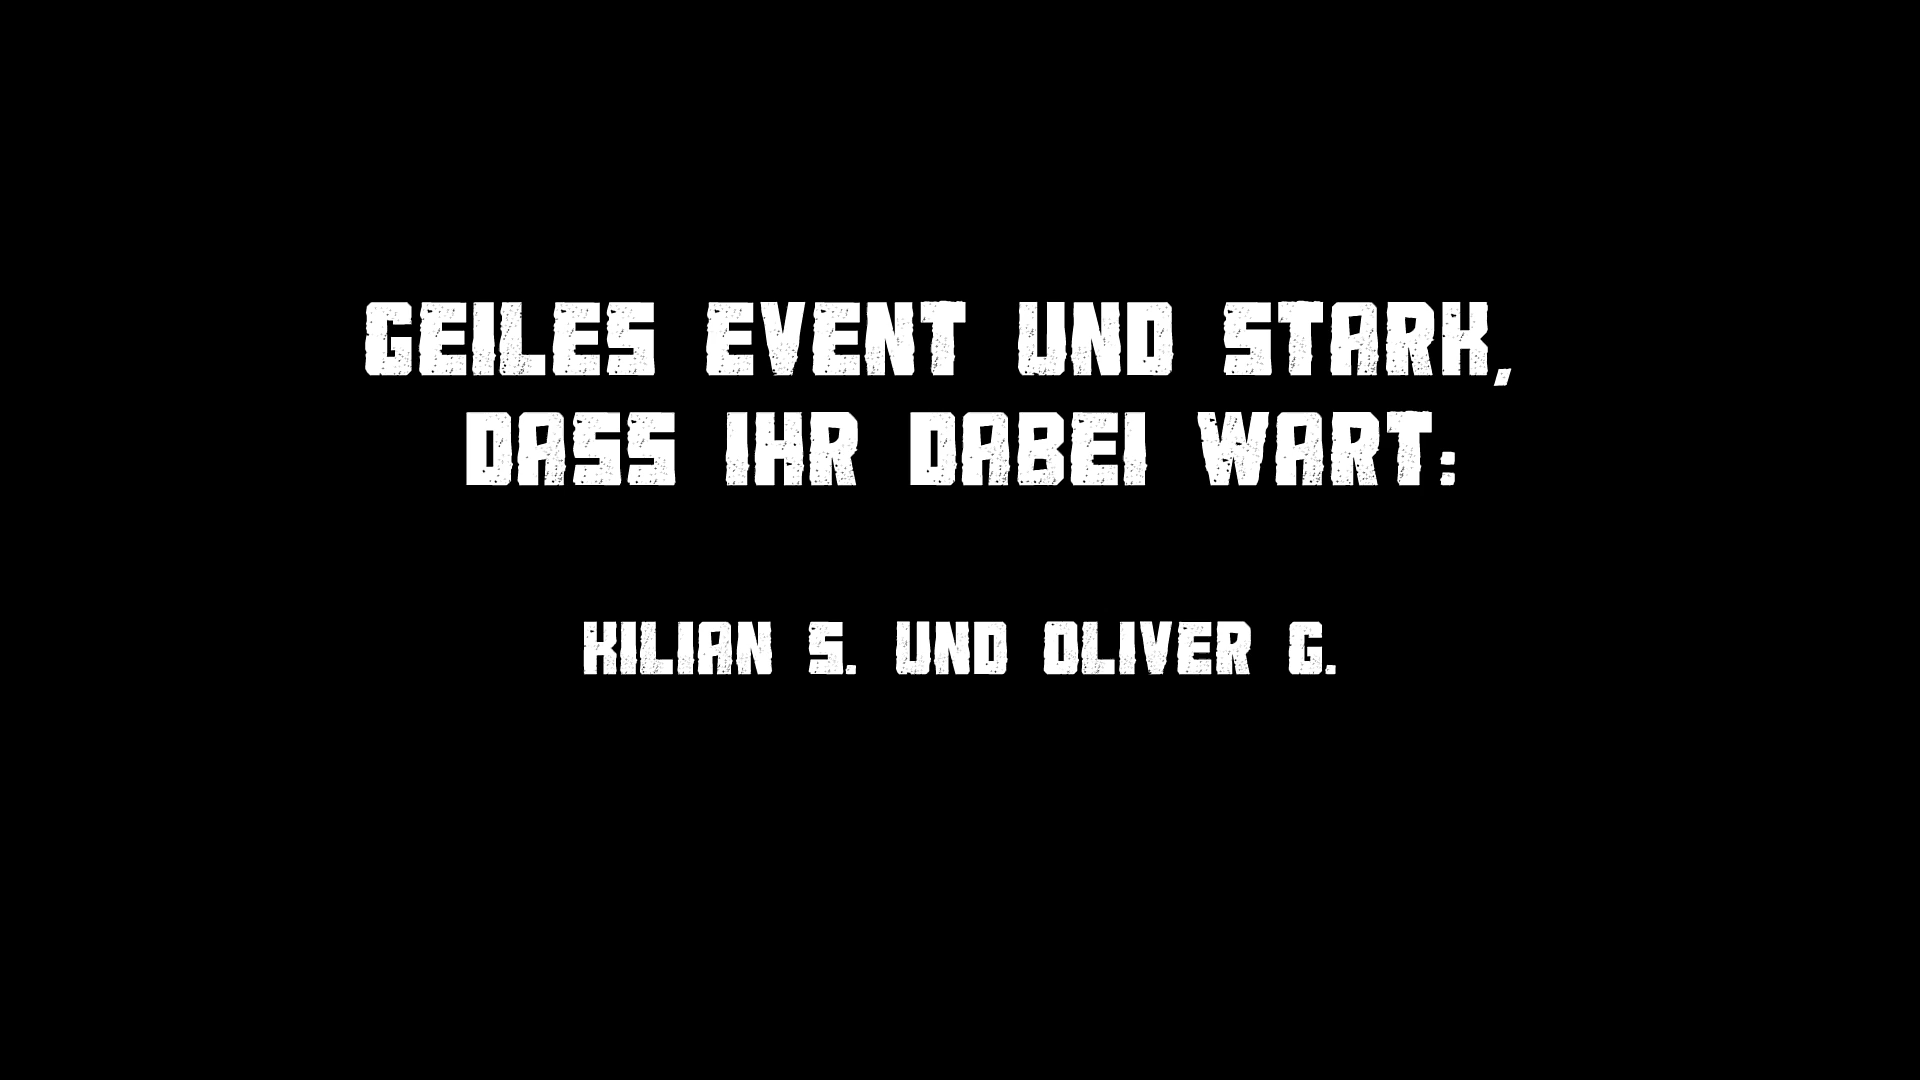 GEILES EVENT UND STARK,
DASS IHR DABEI WART:
KILIAN S. UND OLIVER G.